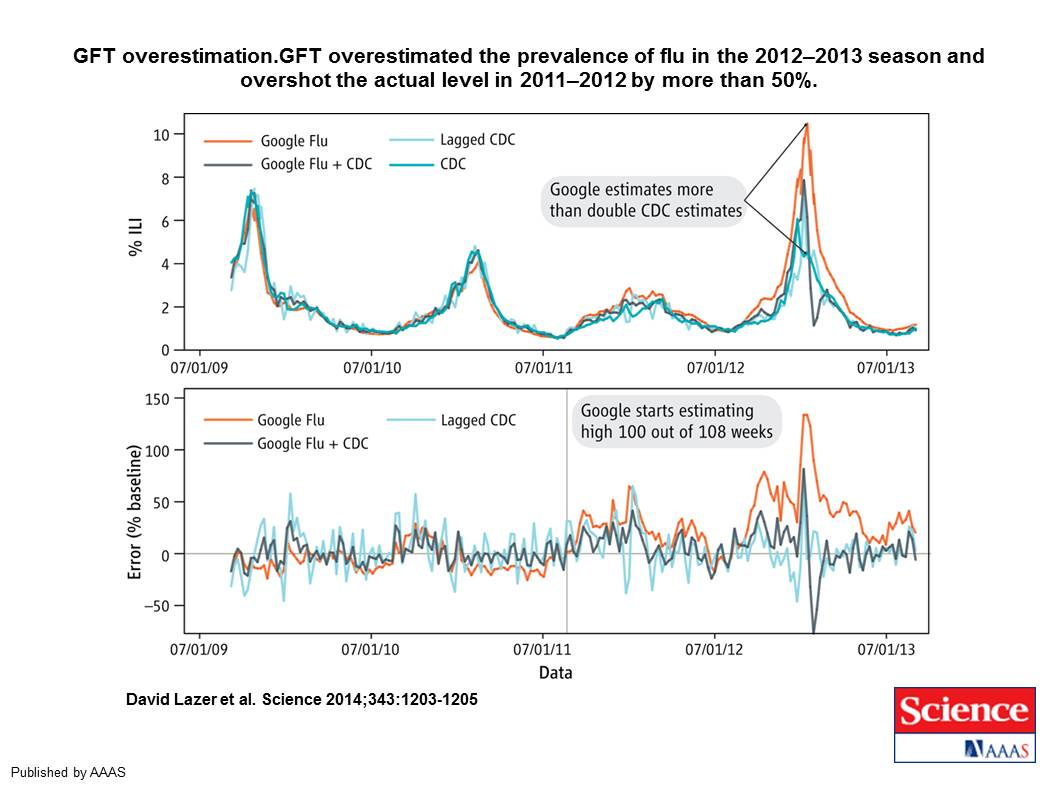 GFT overestimation.GFT overestimated the prevalence of flu in the 2012–2013 season and
overshot the actual level in 2011–2012 by more than 50%.
Google Flu
Lagged CDC
Google Flu + CDC
CDC
Google estimates more
than double CDC estimates
% ILI
10
8
6
4
2
0
07/01/09 07/01/10 07/01/11 07/01/12 07/01/13
Google Flu
Lagged CDC
Google Flu + CDC
Google starts estimating
high 100 out of 108 weeks
Error (% baseline)
150
100
50
0
–50
07/01/09 07/01/10 07/01/11 07/01/12 07/01/13
Data
David Lazer et al. Science 2014;343:1203-1205
Science
AAAS
Published by AAAS